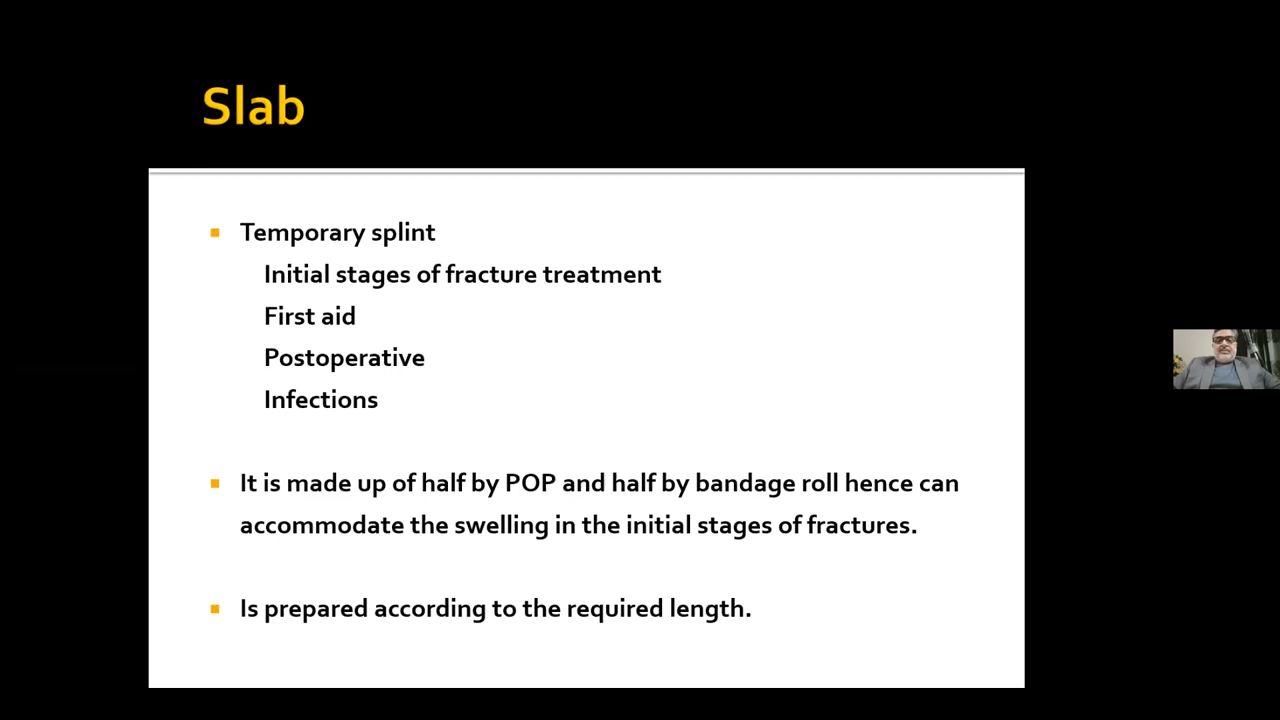 Slab
Temporary splint
Initial stages of fracture treatment
First aid
Postoperative
Infections
It is made up of half by POP and half by bandage roll hence can
accommodate the swelling in the initial stages of fractures.
Is prepared according to the required length.